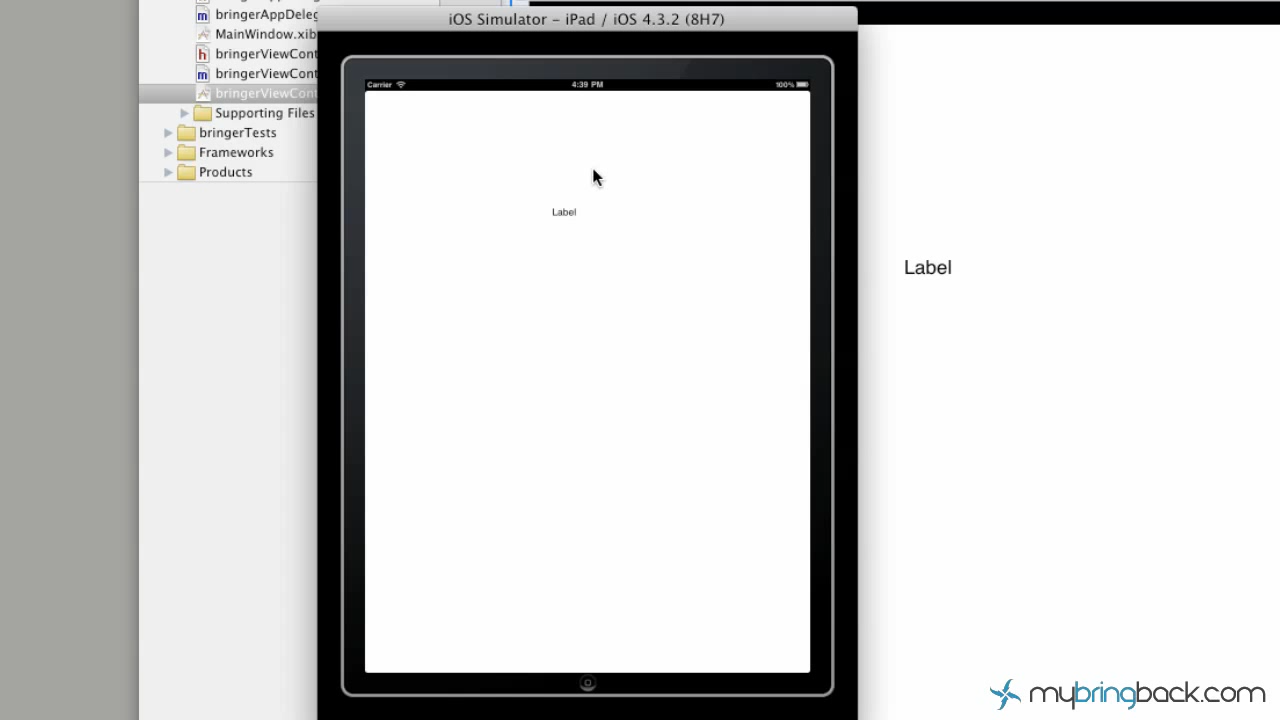 bringerAppDeleg
iOS Simulator – iPad / iOS 4.3.2 (8H7)
MainWindow.xib
bringerViewCont
bringerViewCont
bringerViewCont
Supporting Files
bringerTests
Frameworks
Products
Carrier 4:39 PM 100%
Label
Label
mybringback.com